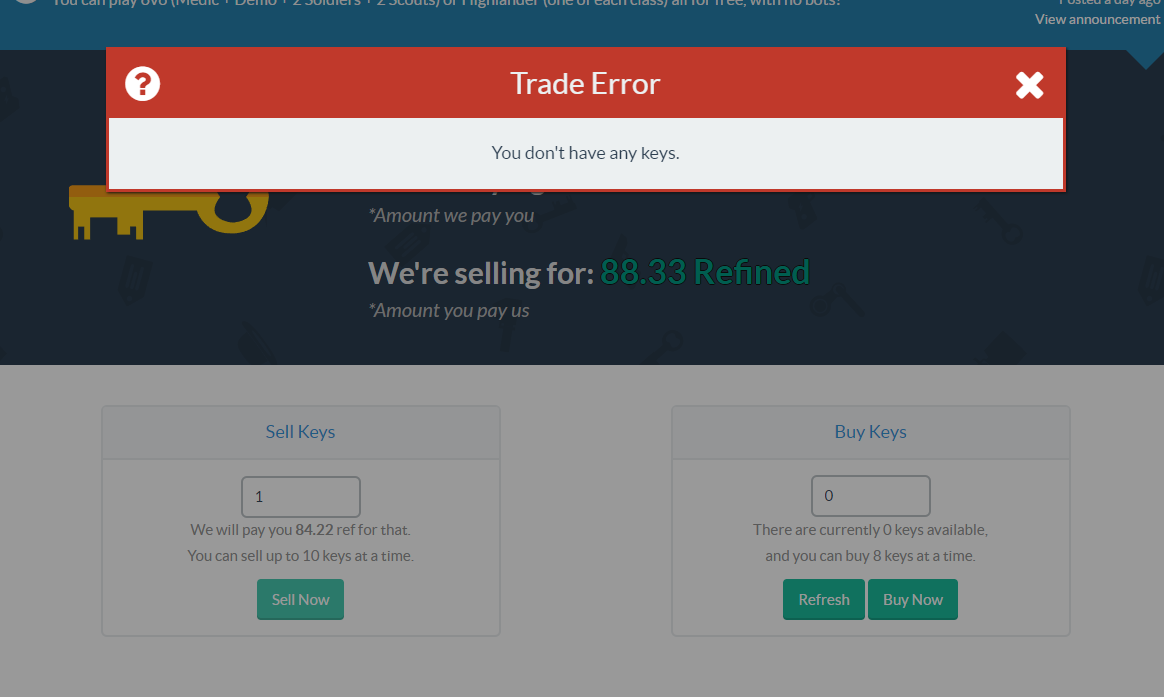 You can play 6v6 (Medic + Demo + 2 Soldiers + 2 Scouts) or Highlander (one of each class) all for free, with no bots!
Posted a day ago
View announcement
?
Trade Error
You don't have any keys.
*Amount we pay you
We're selling for: 88.33 Refined
*Amount you pay us
Sell Keys
Buy Keys
1
0
We will pay you 84.22 ref for that.
There are currently 0 keys available,
You can sell up to 10 keys at a time.
and you can buy 8 keys at a time.
Sell Now
Refresh
Buy Now